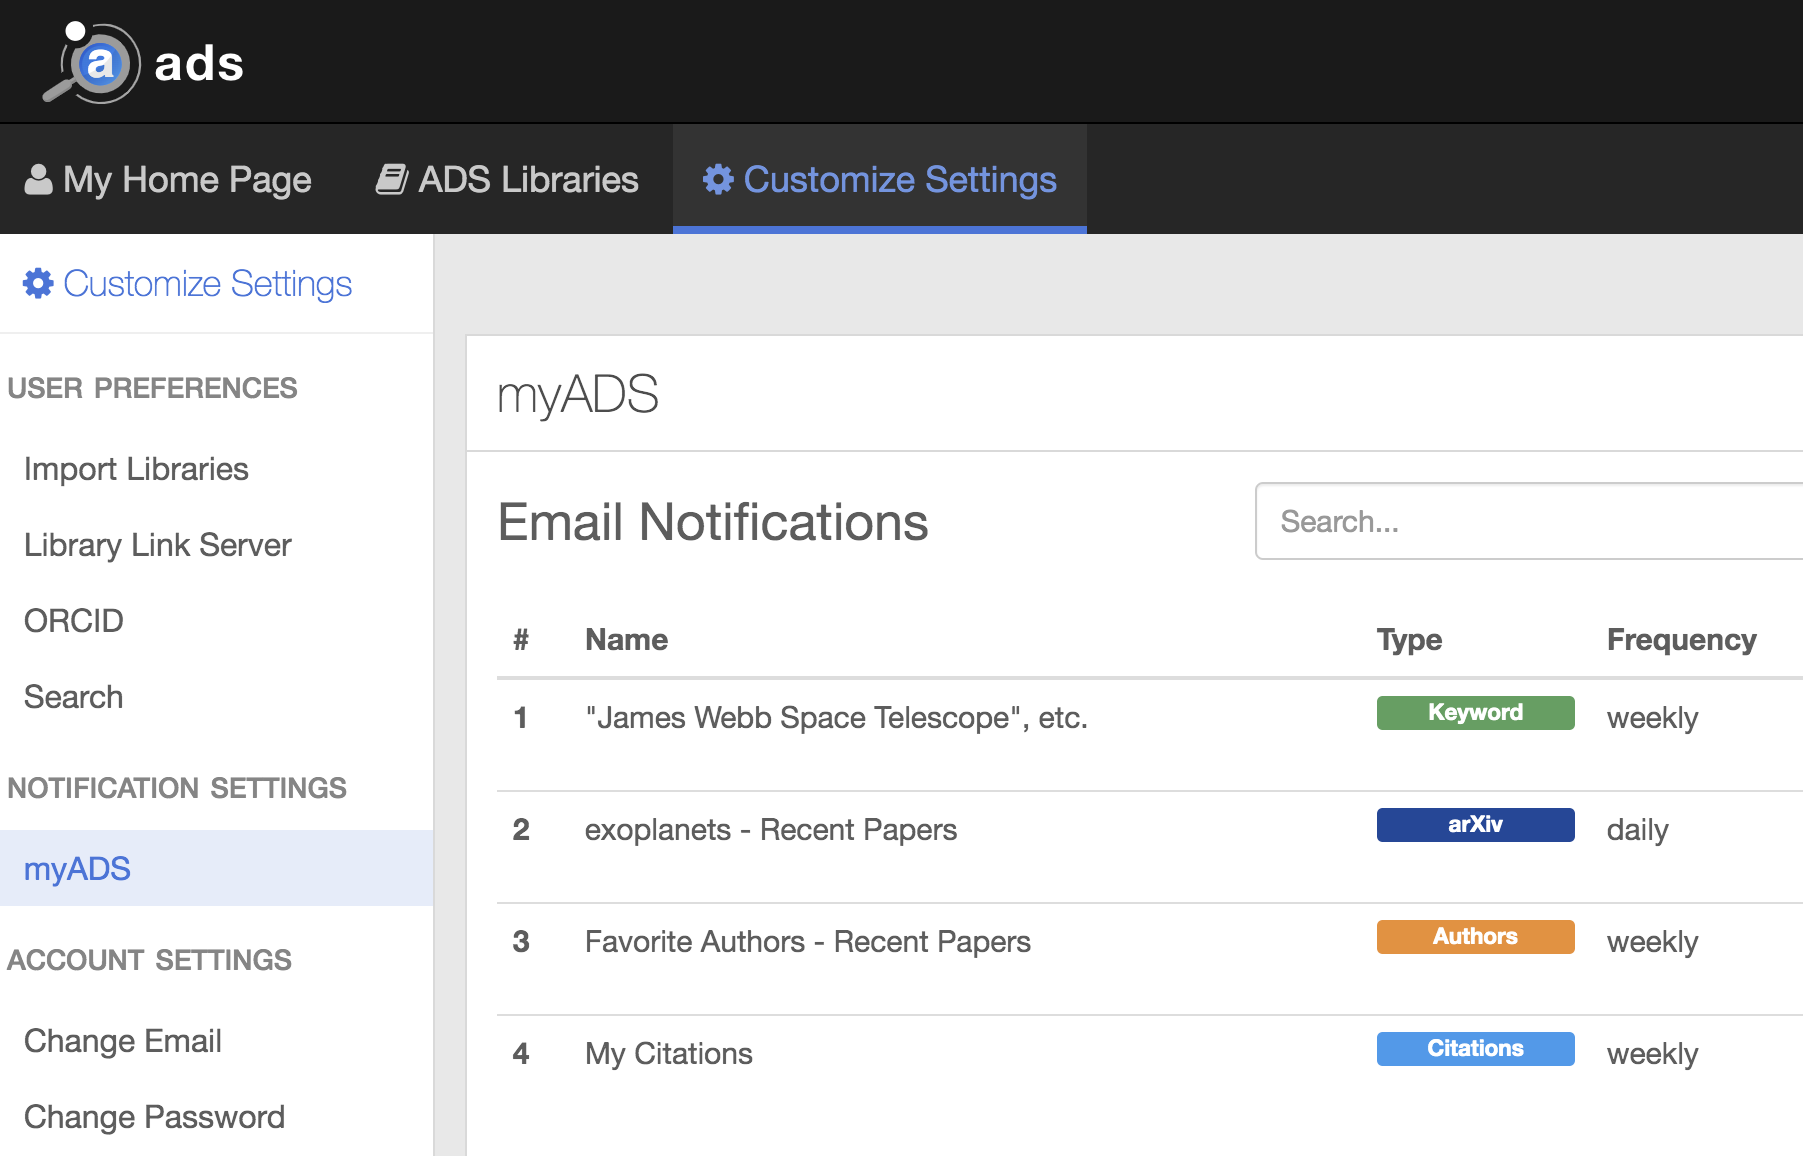 a ads
My Home Page ADS Libraries Customize Settings
Customize Settings
USER PREFERENCES
Import Libraries
Library Link Server
ORCID
Search
NOTIFICATION SETTINGS
myADS
ACCOUNT SETTINGS
Change Email
Change Password
myADS
Email Notifications Search...
# Name Type Frequency
1 "James Webb Space Telescope", etc. Keyword weekly
2 exoplanets - Recent Papers arXiv daily
3 Favorite Authors - Recent Papers Authors weekly
4 My Citations Citations weekly